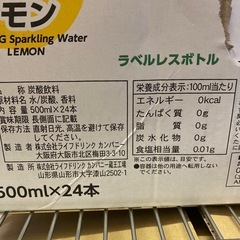 モン
G Sparkling Water
LEMON
ラベルレスボトル
名称 炭酸飲料
原材料名 水/炭酸、香料
内容量 500ml×24本
賞味期限 長側面に記載
保存方法 直射日光、高温を避けて保存してください。
製造者 株式会社ライフドリンク カンパニー
大阪府大阪市北区梅田3-3-10
製造所 株式会社ライフドリンク カンパニー蔵王工場
山形県山形市大字漆山2502-1
栄養成分表示:100ml当たり
エネルギー 0kcal
たんぱく質 0g
脂質 0g
炭水化物 0g
食塩相当量 0.01g
500ml×24本